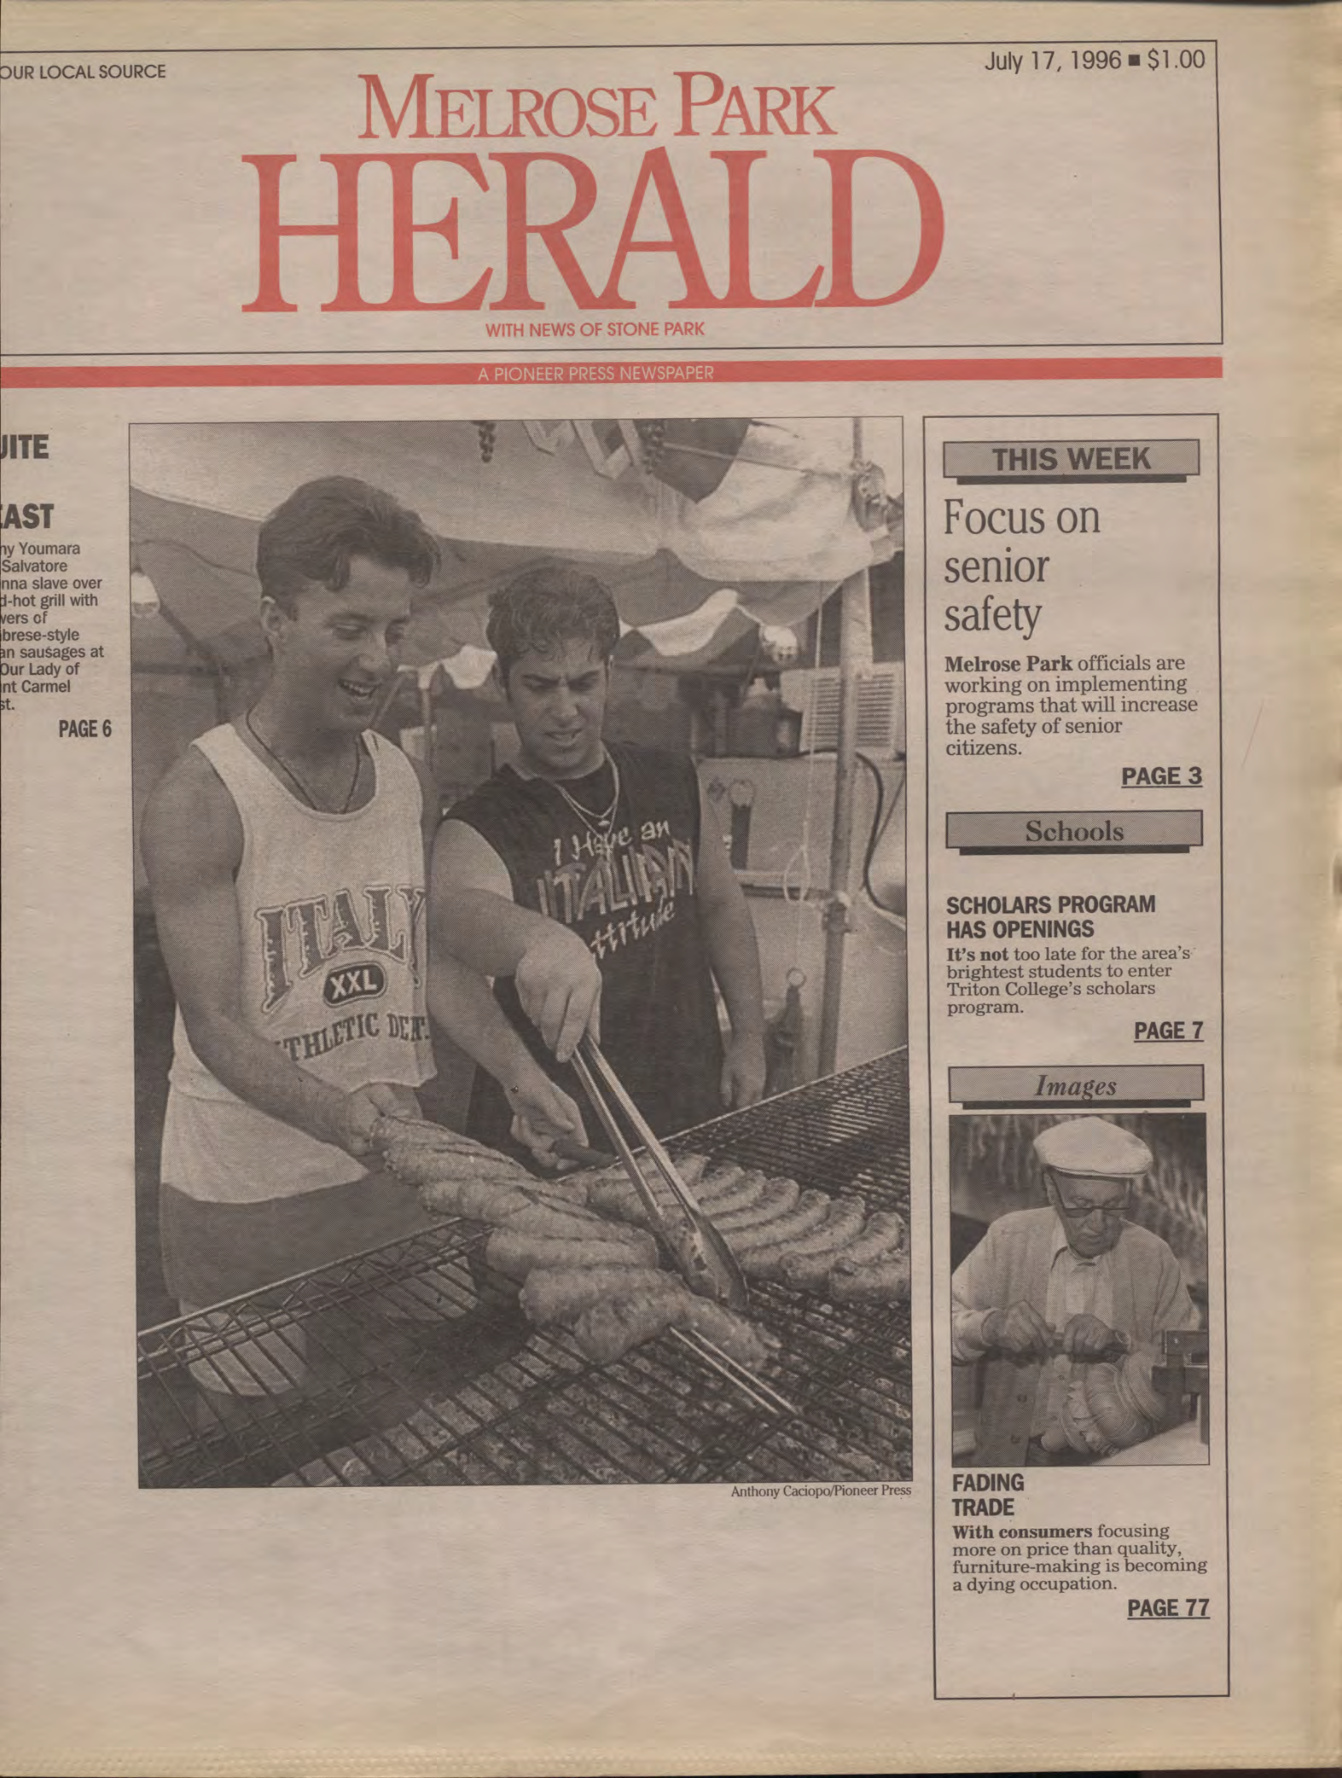 OUR LOCAL SOURCE
July 17, 1996 ■ $1.00
MELROSE PARK
HERALD
WITH NEWS OF STONE PARK
A PIONEER PRESS NEWSPAPER
UITE
EAST
ny Youmara
Salvatore
nna slave over
d-hot grill with
vers of
brese-style
an sausages at
Our Lady of
nt Carmel
st.
PAGE 6
ITALY
XXL
THLETIC DEPT.
I Have an
ITALIAN
ttitude
Anthony Caciopo/Pioneer Press
THIS WEEK
Focus on
senior
safety
Melrose Park officials are
working on implementing
programs that will increase
the safety of senior
citizens.
PAGE 3
Schools
SCHOLARS PROGRAM
HAS OPENINGS
It's not too late for the area's
brightest students to enter
Triton College's scholars
program.
PAGE 7
Images
FADING
TRADE
With consumers focusing
more on price than quality,
furniture-making is becoming
a dying occupation.
PAGE 77